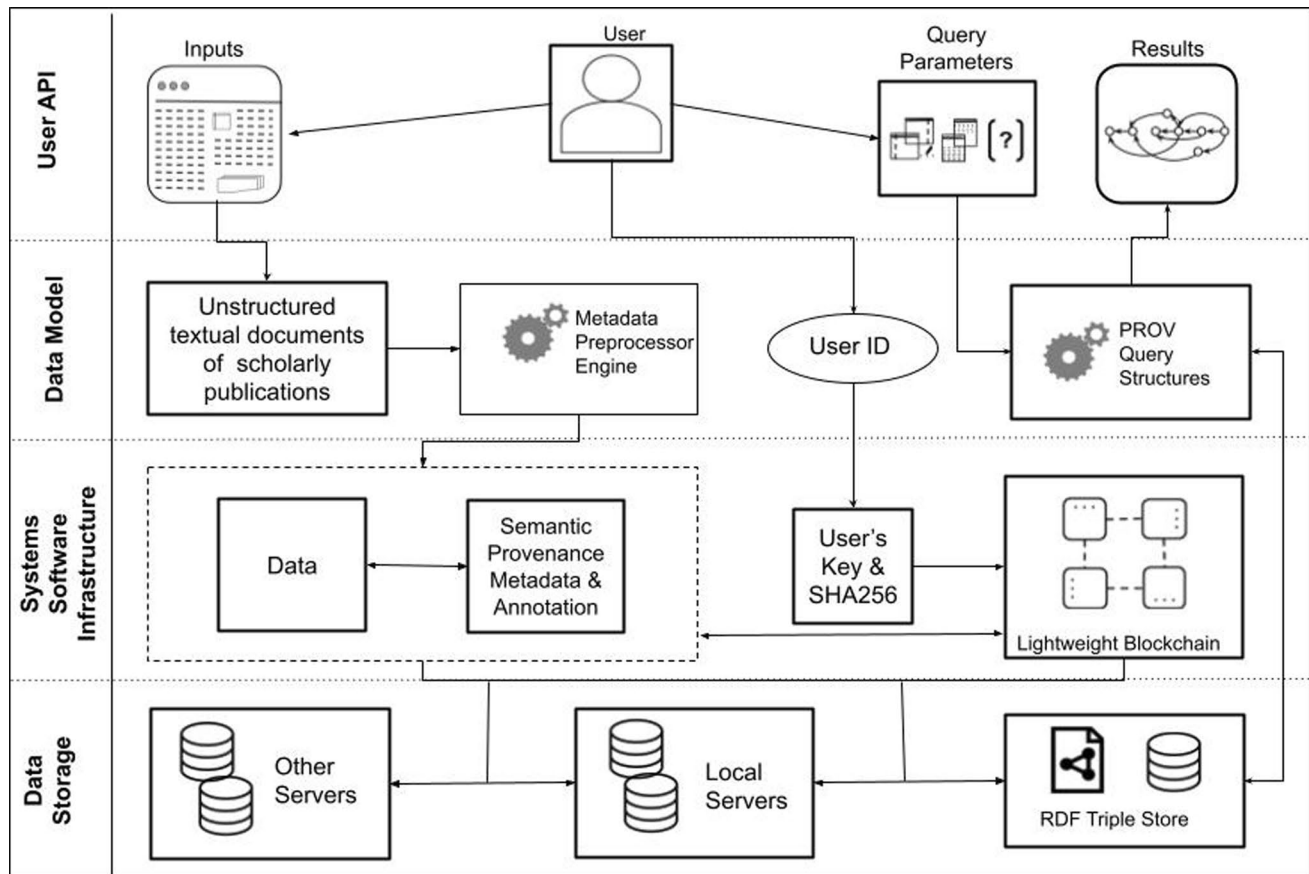 User API
Inputs
User
Query
Parameters
(?)
Results
Data Model
Unstructured
textual documents
of scholarly
publications
Metadata
Preprocessor
Engine
User ID
PROV
Query
Structures
Systems
Software
Infrastructure
Data
Semantic
Provenance
Metadata &
Annotation
User's
Key &
SHA256
Lightweight Blockchain
Data
Storage
Other
Servers
Local
Servers
RDF Triple Store